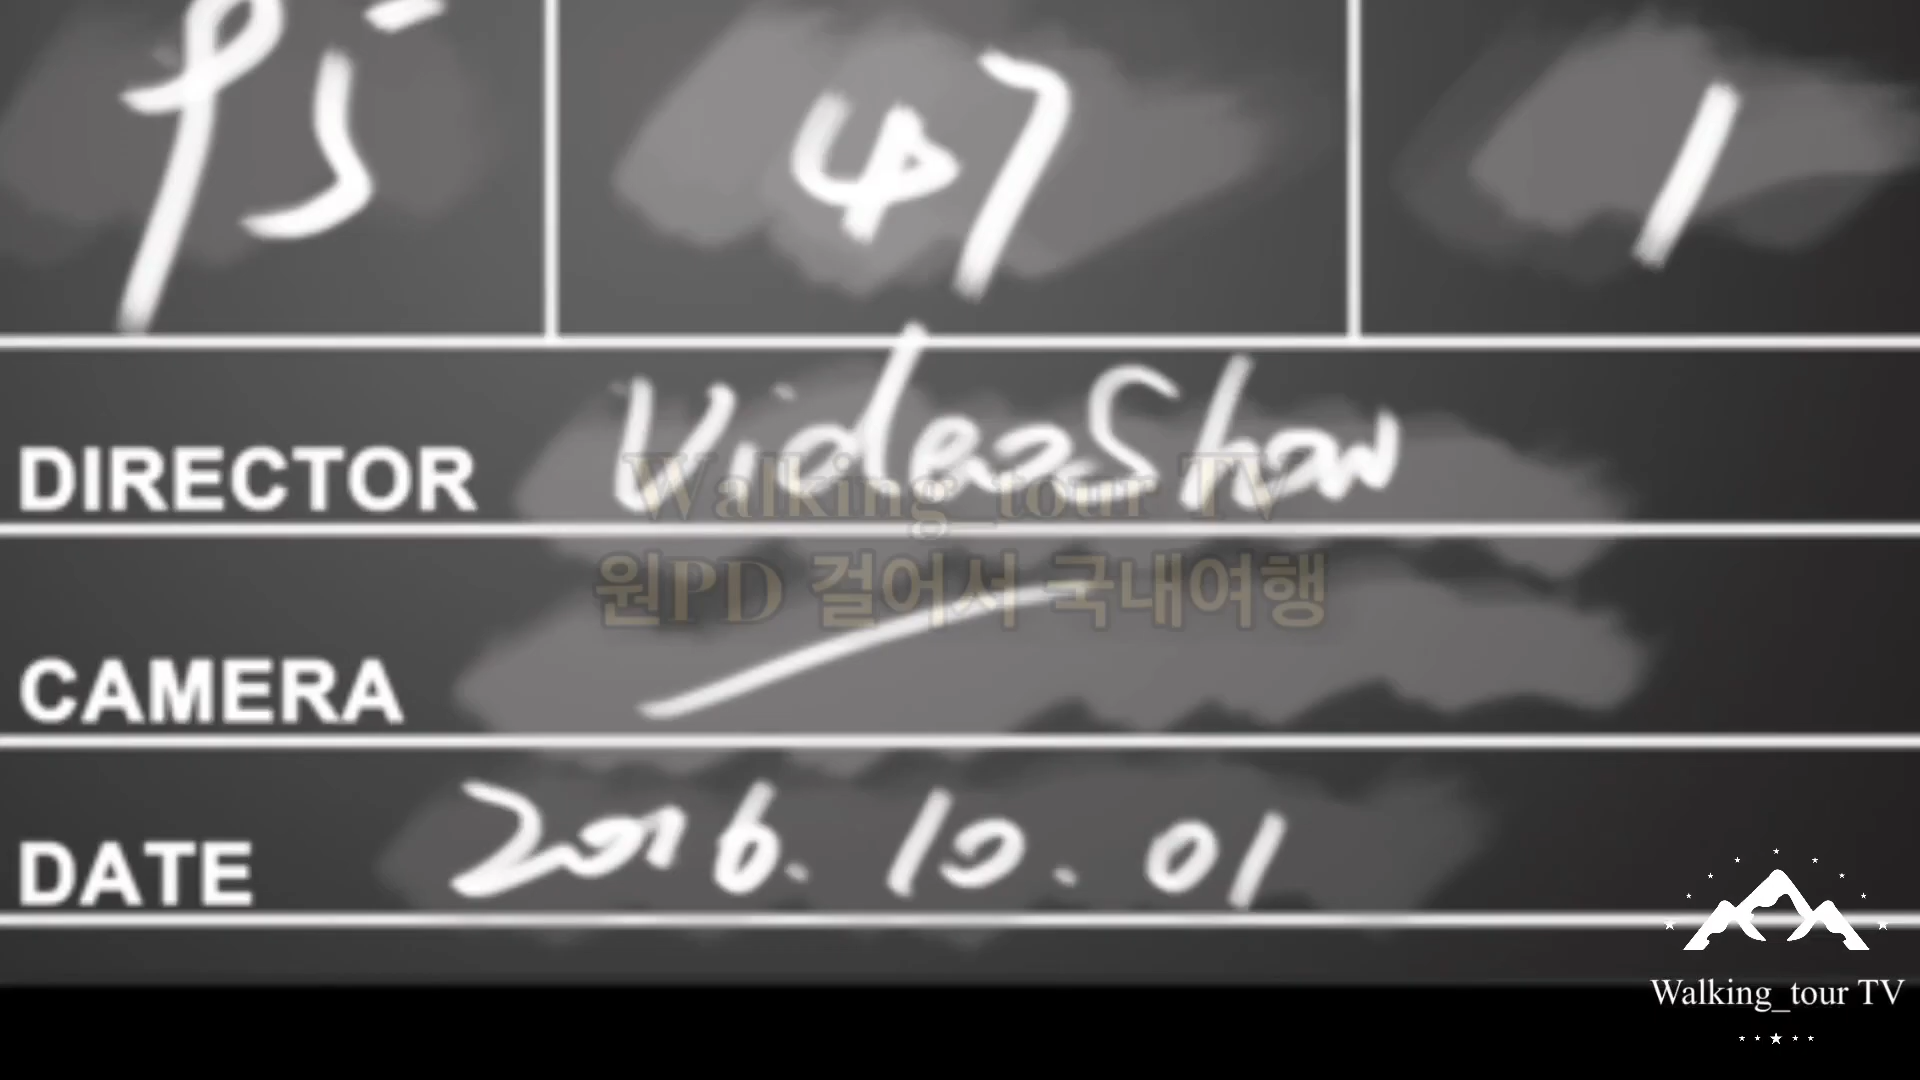 95 47 1
DIRECTOR VideoShow
Walking_tour TV
원PD 걸어서 국내여행
CAMERA
DATE 2016. 10. 01
Walking_tour TV